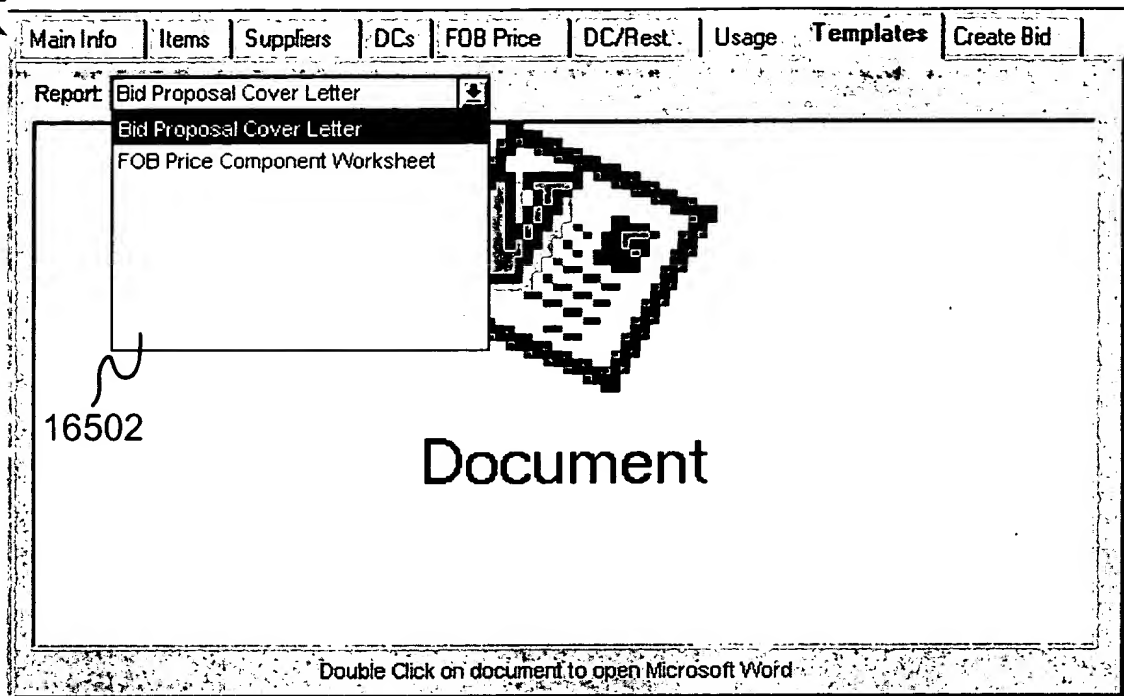 Main Info Items Suppliers DCs FOB Price DC/Rest. Usage Templates Create Bid
Report: Bid Proposal Cover Letter
Bid Proposal Cover Letter
FOB Price Component Worksheet
16502
Document
Double Click on document to open Microsoft Word